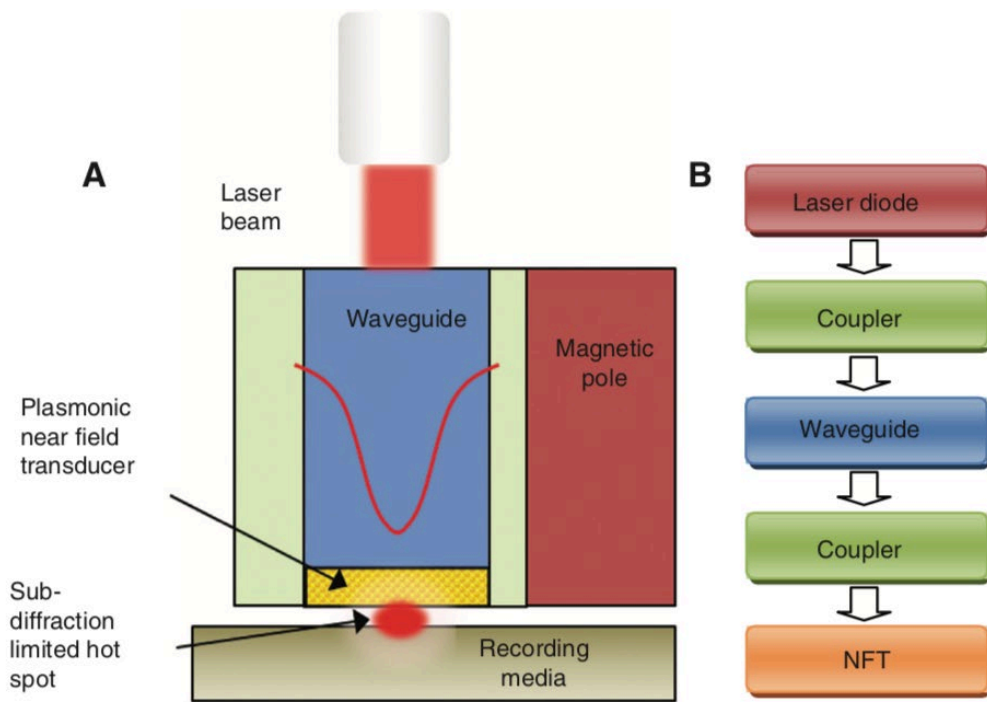 A
Laser
beam
Waveguide
Magnetic
pole
Plasmonic
near field
transducer
Sub-
diffraction
limited hot
spot
Recording
media
B
Laser diode
Coupler
Waveguide
Coupler
NFT